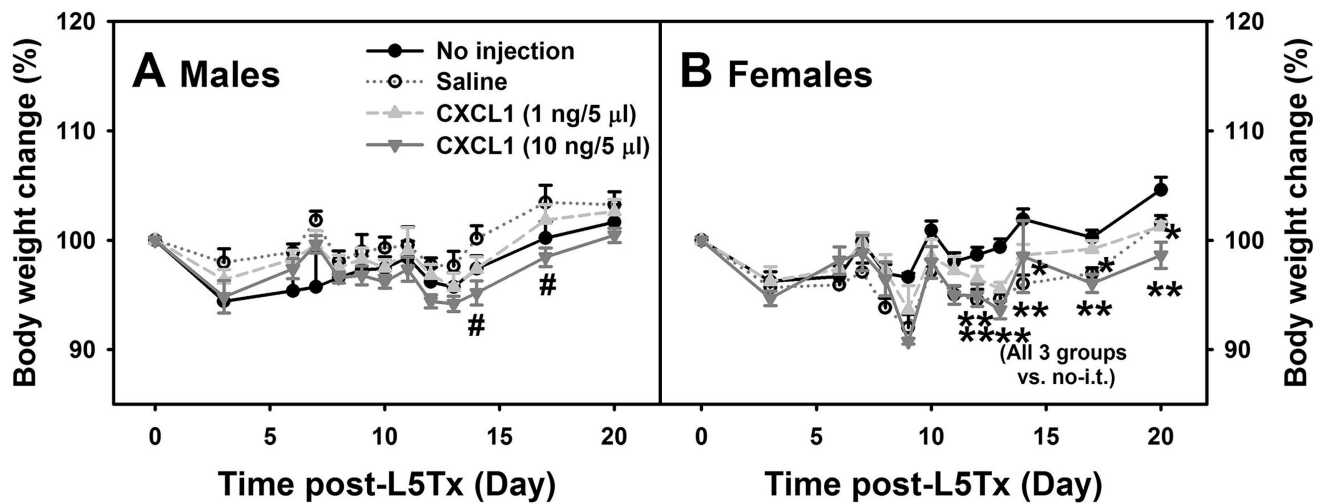 A Males
No injection
Saline
CXCL1 (1 ng/5 μl)
CXCL1 (10 ng/5 μl)
Body weight change (%)
120
110
100
90
#
#
0
5
10
15
20
Time post-L5Tx (Day)
B Females
*
*
*
**
**
**
**
****
(All 3 groups
vs. no-i.t.)
0
5
10
15
20
Time post-L5Tx (Day)
120
110
100
90
Body weight change (%)